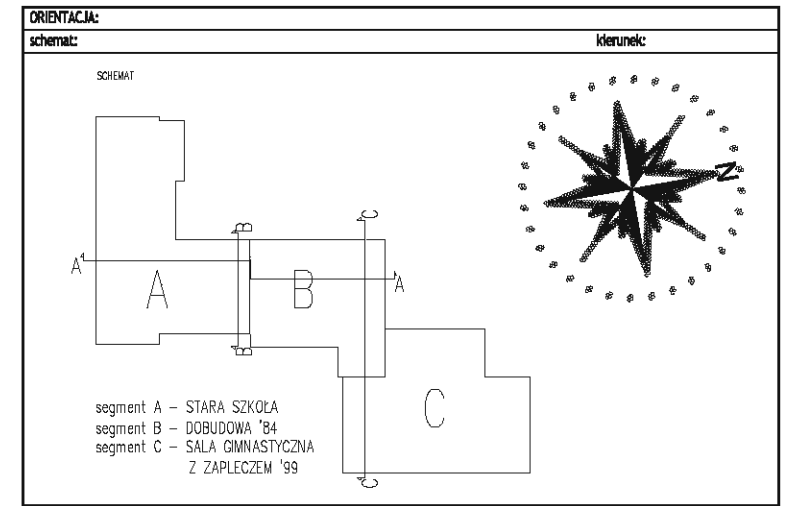 ORIENTACJA:
schemat: kierunek:
SCHEMAT
N
C
B
A
A B A
B
C
segment A – STARA SZKOŁA
segment B – DOBUDOWA '84
segment C – SALA GIMNASTYCZNA
Z ZAPLECZEM '99
C